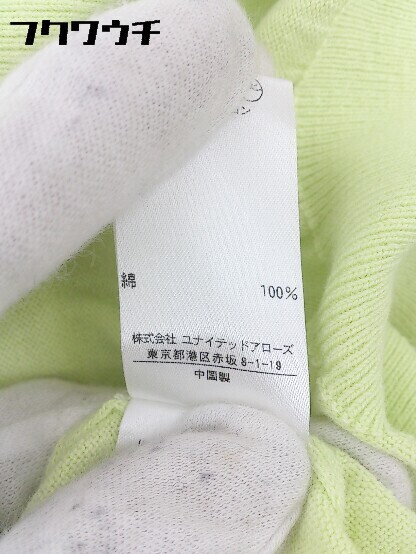 フクワウチ
綿 100%
株式会社 ユナイテッドアローズ
東京都港区赤坂8-1-19
中国製